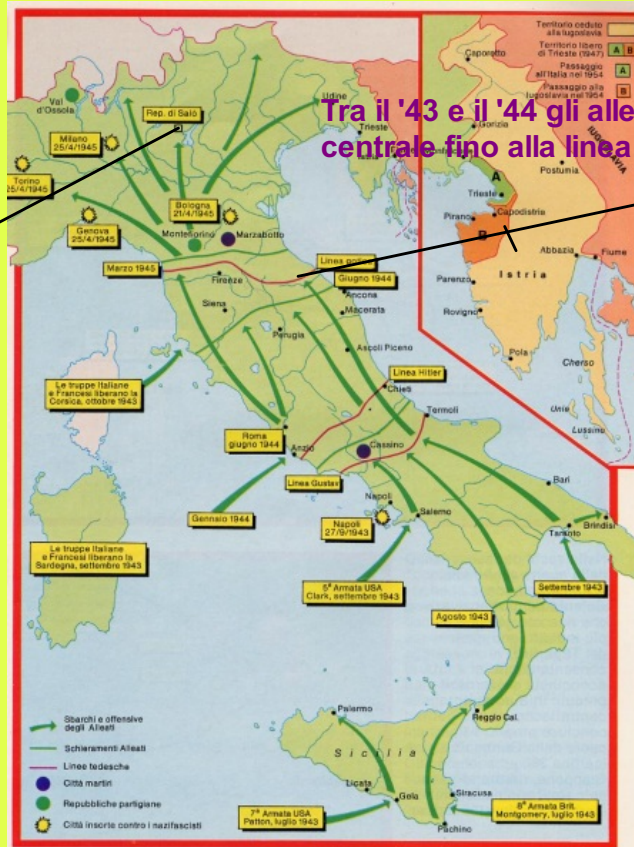 Territorio ceduto
alla Iugoslavia
Territorio libero
di Trieste (1947)
A B
Passaggio
all'Italia nel 1954
A
Passaggio alla
Iugoslavia nel 1954
B
Tra il '43 e il '44 gli alle
centrale fino alla linea
Caporetto
Udine
Gorizia
IUGOSLAVIA
Trieste
Postumia
A
Trieste
Capodistria
Pirano
B
Abbazia
Fiume
Istria
Parenzo
Rovigno
Pola
Cherso
Unie
Lussino
Val
d'Ossola
Rep. di Salò
Milano
25/4/1945
Torino
25/4/1945
Bologna
21/4/1945
Genova
25/4/1945
Montefiorino
Marzabotto
Marzo 1945
Firenze
Linea
Giugno 1944
Ancona
Macerata
Siena
Perugia
Ascoli Piceno
Le truppe Italiane
e Francesi liberano la
Corsica, ottobre 1943
Linea Hitler
Chieti
Termoli
Roma
giugno 1944
Anzio
Cassino
Linea Gustav
Gennaio 1944
Napoli
Salerno
Napoli
27/9/1943
Bari
Brindisi
Taranto
Le truppe Italiane
e Francesi liberano la
Sardegna, settembre 1943
5ª Armata USA
Clark, settembre 1943
Settembre 1943
Agosto 1943
Reggio Cal.
Palermo
Sicilia
Licata
Gela
Siracusa
Pachino
7ª Armata USA
Patton, luglio 1943
8ª Armata Brit.
Montgomery, luglio 1943
Sbarchi e offensive
degli Alleati
Schieramenti Alleati
Linee tedesche
Città martiri
Repubbliche partigiane
Città insorte contro i nazifascisti